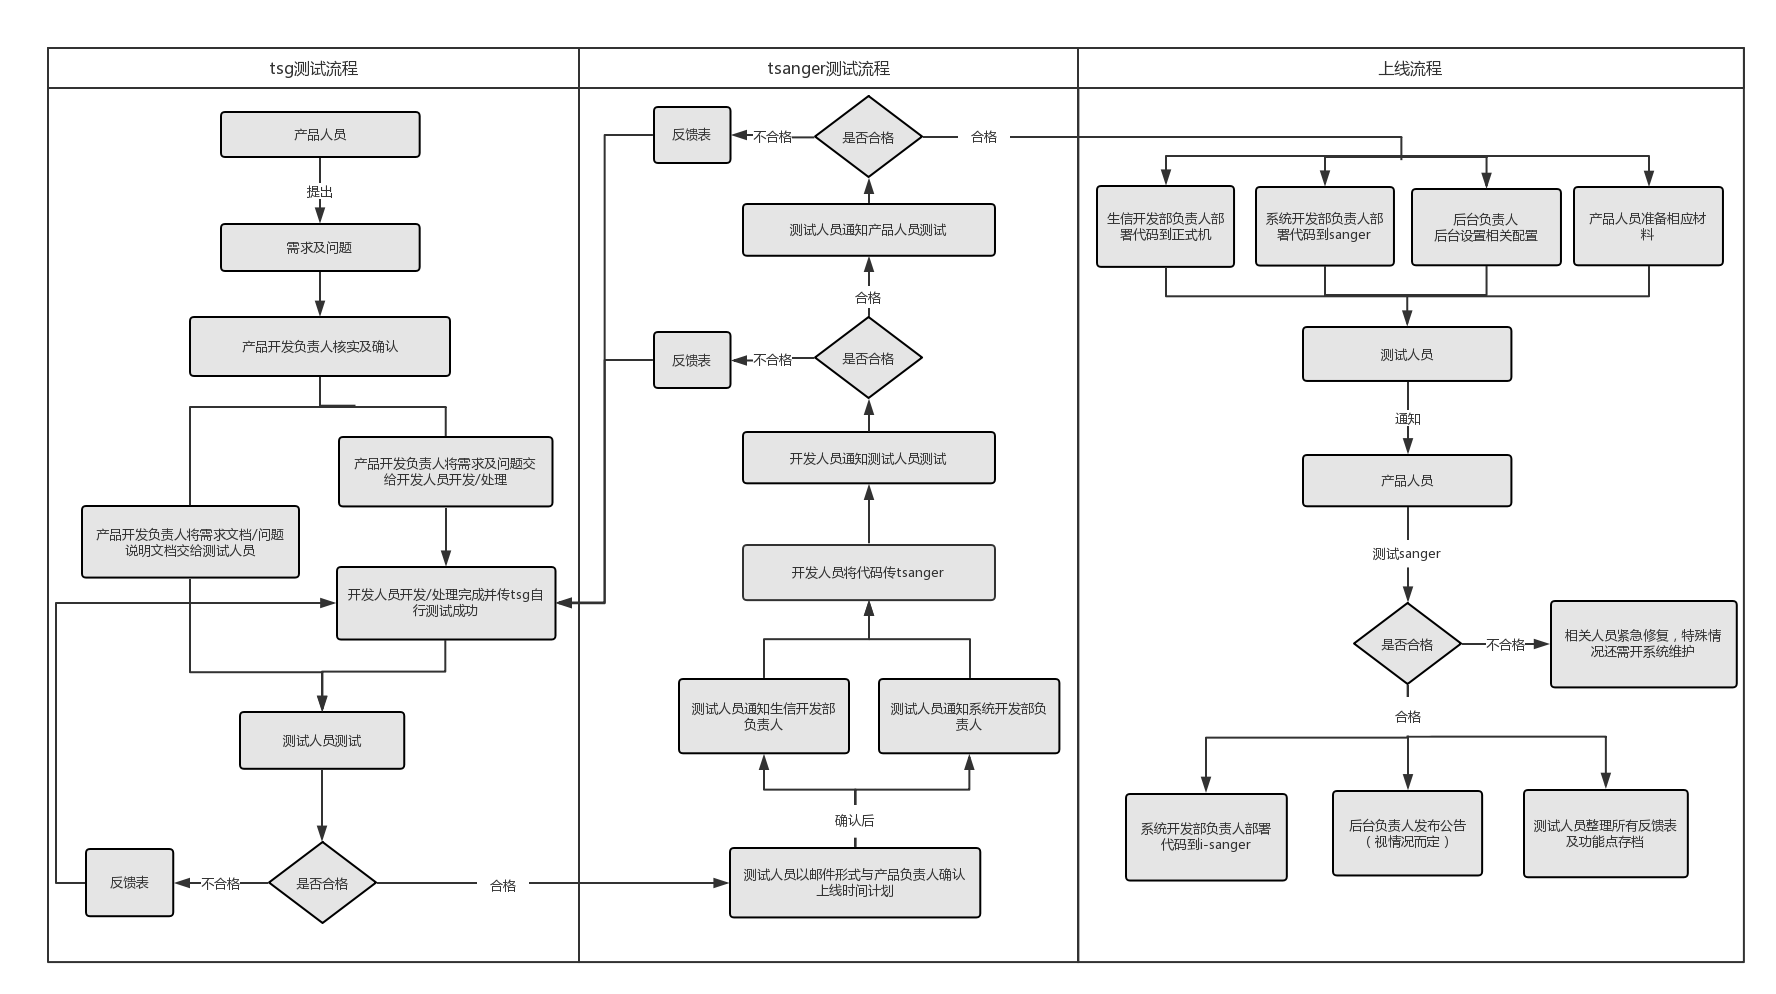 tsg测试流程
产品人员
提出
需求及问题
产品开发负责人核实及确认
产品开发负责人将需求及问题交
给开发人员开发/处理
产品开发负责人将需求文档/问题
说明文档交给测试人员
开发人员开发/处理完成并传tsg自
行测试成功
测试人员测试
是否合格
不合格
反馈表
合格
tsanger测试流程
测试人员以邮件形式与产品负责人确认
上线时间计划
确认后
测试人员通知生信开发部
负责人
测试人员通知系统开发部负
责人
开发人员将代码传tsanger
开发人员通知测试人员测试
是否合格
不合格
反馈表
合格
测试人员通知产品人员测试
是否合格
不合格
反馈表
合格
上线流程
生信开发部负责人部
署代码到正式机
系统开发部负责人部
署代码到sanger
后台负责人
后台设置相关配置
产品人员准备相应材
料
测试人员
通知
产品人员
测试sanger
是否合格
不合格
相关人员紧急修复，特殊情
况还需开系统维护
合格
系统开发部负责人部署
代码到i-sanger
后台负责人发布公告
（视情况而定）
测试人员整理所有反馈表
及功能点存档